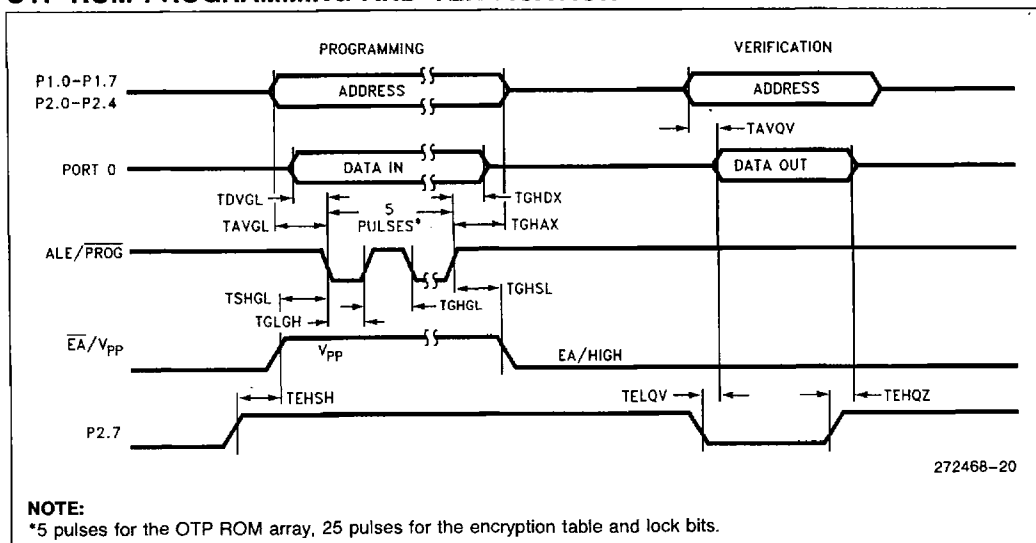 PROGRAMMING
VERIFICATION
P1.0–P1.7
P2.0–P2.4
ADDRESS
ADDRESS
TAVQV
PORT 0
DATA IN
DATA OUT
TDVGL
5
PULSES*
TGHDX
TAVGL
TGHAX
ALE/PROG
TSHGL
TGHGL
TGHSL
TGLGH
EA/VPP
VPP
EA/HIGH
TEHSH
TELQV
TEHQZ
P2.7
272468–20
NOTE:
*5 pulses for the OTP ROM array, 25 pulses for the encryption table and lock bits.